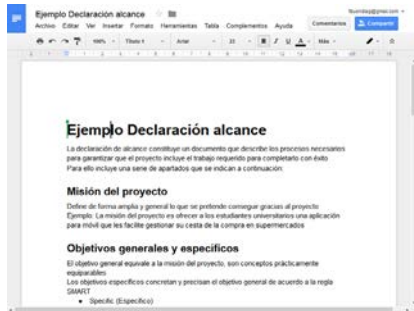 Ejemplo Declaración alcance
Archivo Editar Ver Insertar Formato Herramientas Tabla Complementos Ayuda
Comentarios
Compartir
100%
Título 1
Arial
Más
Ejemplo Declaración alcance
La declaración de alcance constituye un documento que describe los procesos necesarios
para garantizar que el proyecto incluye el trabajo requerido para completarlo con éxito
Para ello incluye una serie de apartados que se indican a continuación:
Misión del proyecto
Define de forma amplia y general lo que se pretende conseguir gracias al proyecto
Ejemplo: La misión del proyecto es ofrecer a los estudiantes universitarios una aplicación
para móvil que les facilite gestionar su cesta de la compra en supermercados
Objetivos generales y específicos
El objetivo general equivale a la misión del proyecto, son conceptos prácticamente
equiparables
Los objetivos específicos concretan y precisan el objetivo general de acuerdo a la regla
SMART
● Specific (Específico)